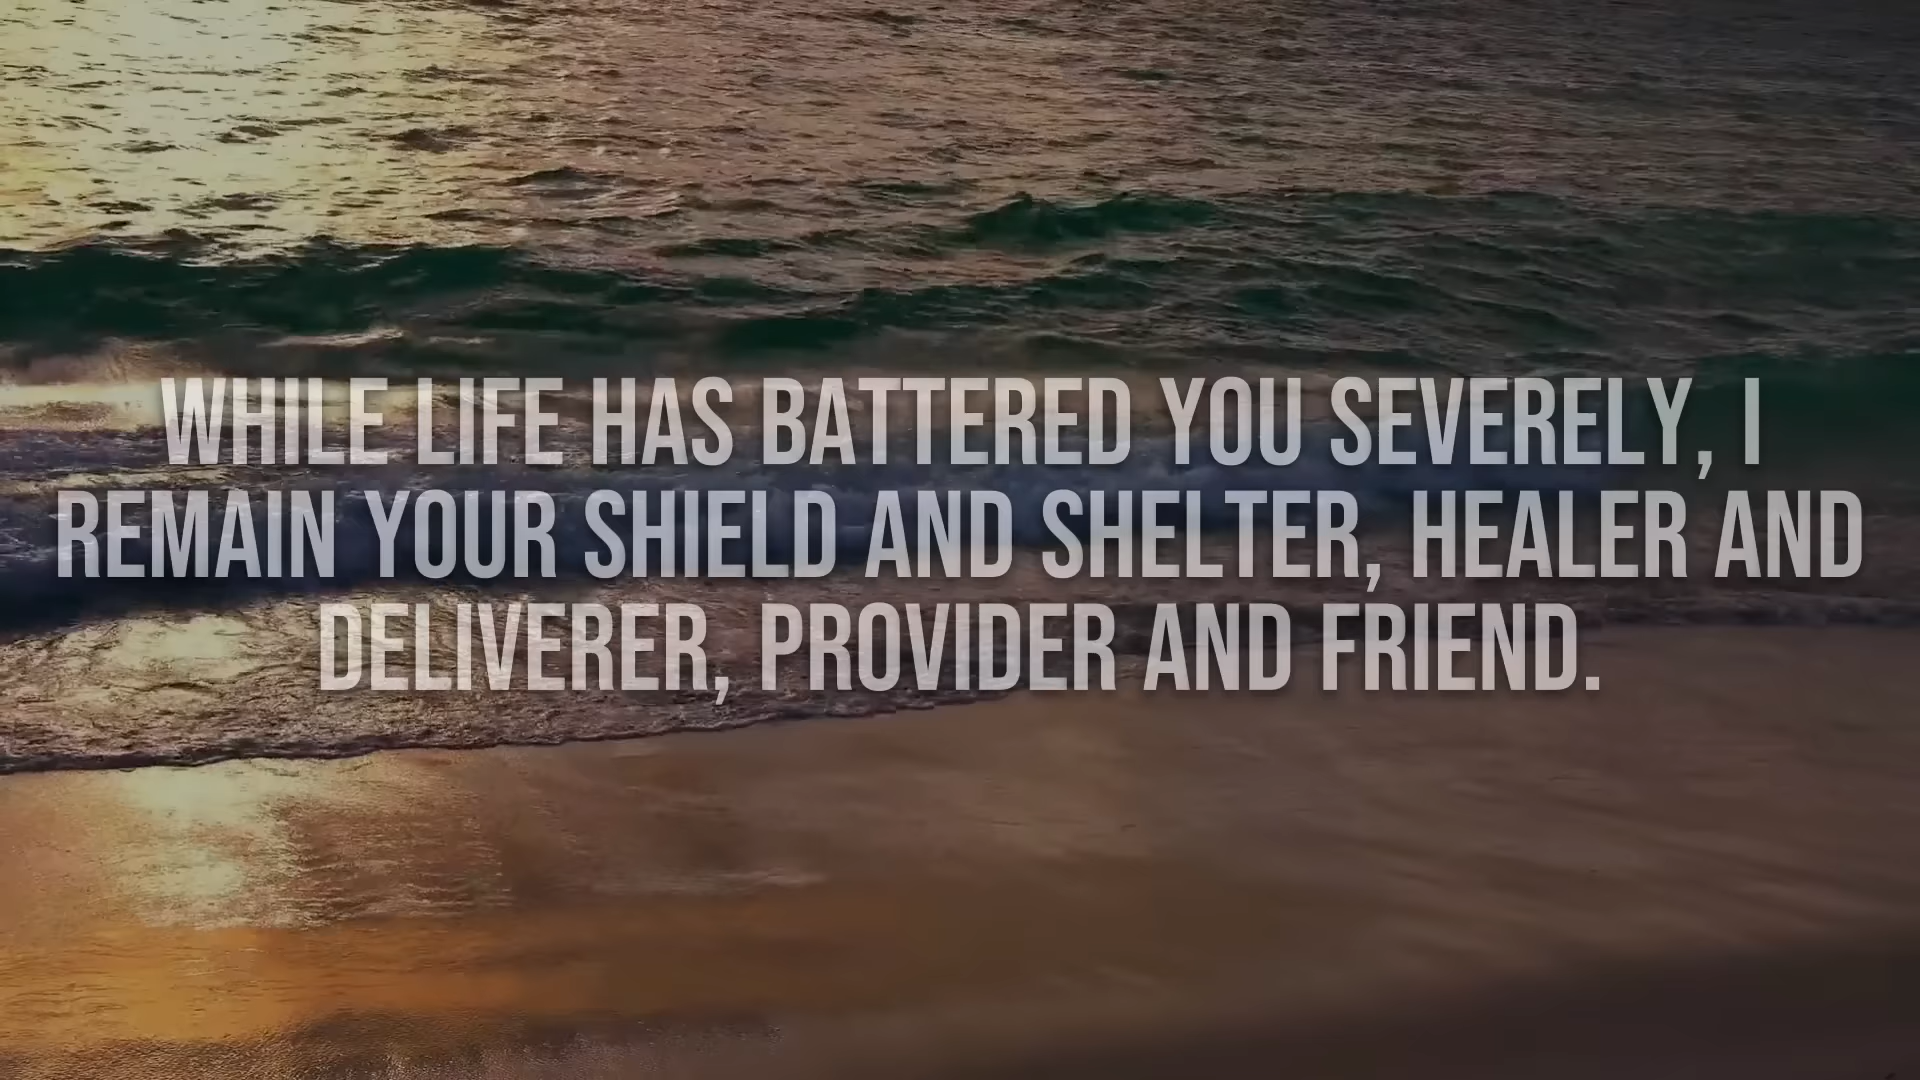 WHILE LIFE HAS BATTERED YOU SEVERELY, I
REMAIN YOUR SHIELD AND SHELTER, HEALER AND
DELIVERER, PROVIDER AND FRIEND.